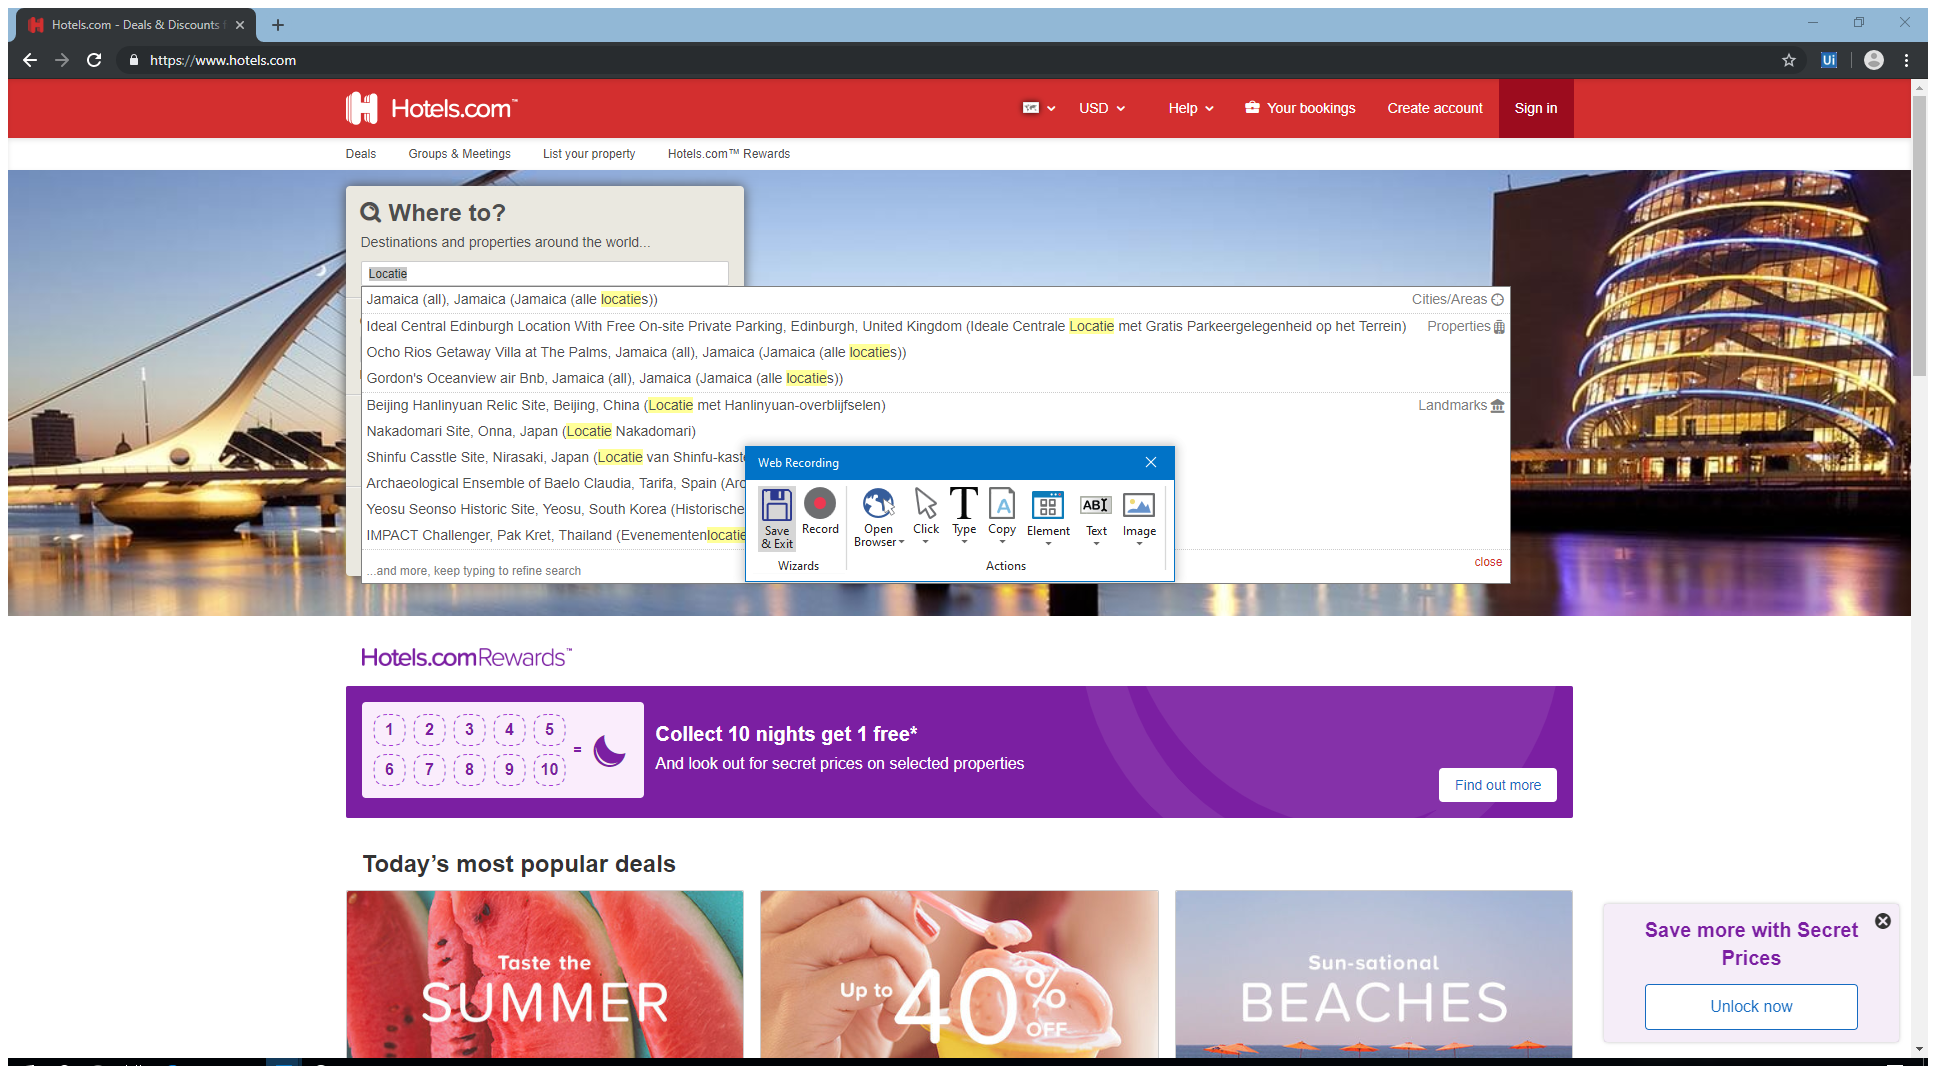 Hotels.com - Deals & Discounts
https://www.hotels.com
Ui
Hotels.com™
USD
Help
Your bookings
Create account
Sign in
Deals
Groups & Meetings
List your property
Hotels.com™ Rewards
Where to?
Destinations and properties around the world...
Locatie
Jamaica (all), Jamaica (Jamaica (alle locaties))
Cities/Areas
Ideal Central Edinburgh Location With Free On-site Private Parking, Edinburgh, United Kingdom (Ideale Centrale Locatie met Gratis Parkeergelegenheid op het Terrein)
Properties
Ocho Rios Getaway Villa at The Palms, Jamaica (all), Jamaica (Jamaica (alle locaties))
Gordon's Oceanview air Bnb, Jamaica (all), Jamaica (Jamaica (alle locaties))
Beijing Hanlinyuan Relic Site, Beijing, China (Locatie met Hanlinyuan-overblijfselen)
Landmarks
Nakadomari Site, Onna, Japan (Locatie Nakadomari)
Shinfu Casstle Site, Nirasaki, Japan (Locatie van Shinfu-kaste
Archaeological Ensemble of Baelo Claudia, Tarifa, Spain (Arc
Yeosu Seonso Historic Site, Yeosu, South Korea (Historische
IMPACT Challenger, Pak Kret, Thailand (Evenementenlocatie
...and more, keep typing to refine search
close
Web Recording
Save & Exit
Record
Open Browser
Click
Type
Copy
Element
Text
Image
Wizards
Actions
Hotels.comRewards™
1 2 3 4 5
6 7 8 9 10
=
Collect 10 nights get 1 free*
And look out for secret prices on selected properties
Find out more
Today’s most popular deals
Taste the
SUMMER
Up to 40% OFF
Sun-sational
BEACHES
Save more with Secret
Prices
Unlock now